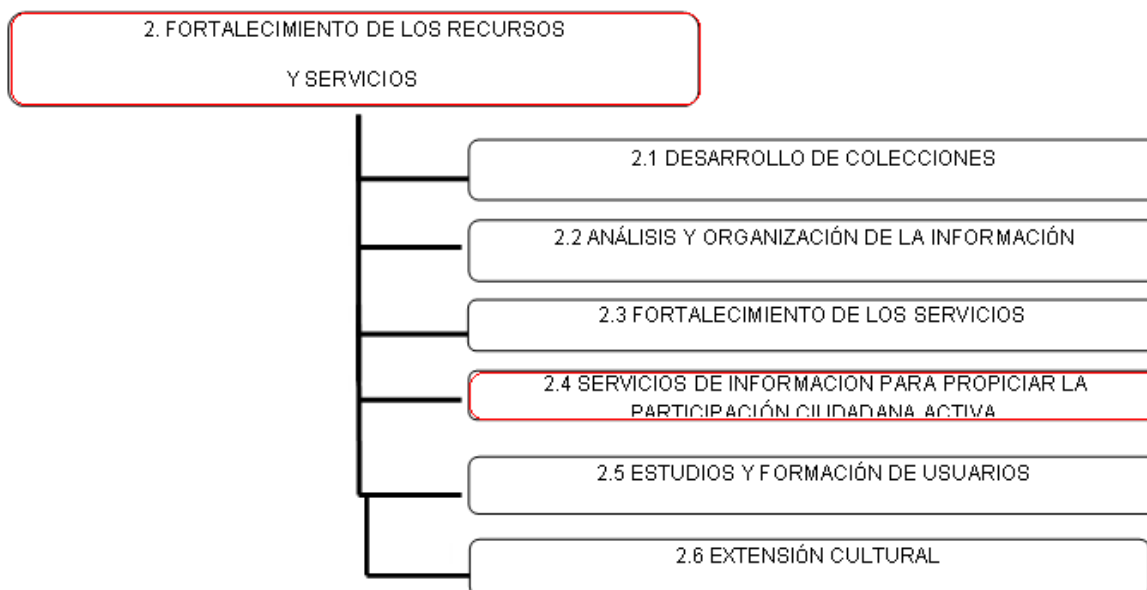 2. FORTALECIMIENTO DE LOS RECURSOS
Y SERVICIOS
2.1 DESARROLLO DE COLECCIONES
2.2 ANÁLISIS Y ORGANIZACIÓN DE LA INFORMACIÓN
2.3 FORTALECIMIENTO DE LOS SERVICIOS
2.4 SERVICIOS DE INFORMACION PARA PROPICIAR LA
PARTICIPACIÓN CIUDADANA ACTIVA
2.5 ESTUDIOS Y FORMACIÓN DE USUARIOS
2.6 EXTENSIÓN CULTURAL